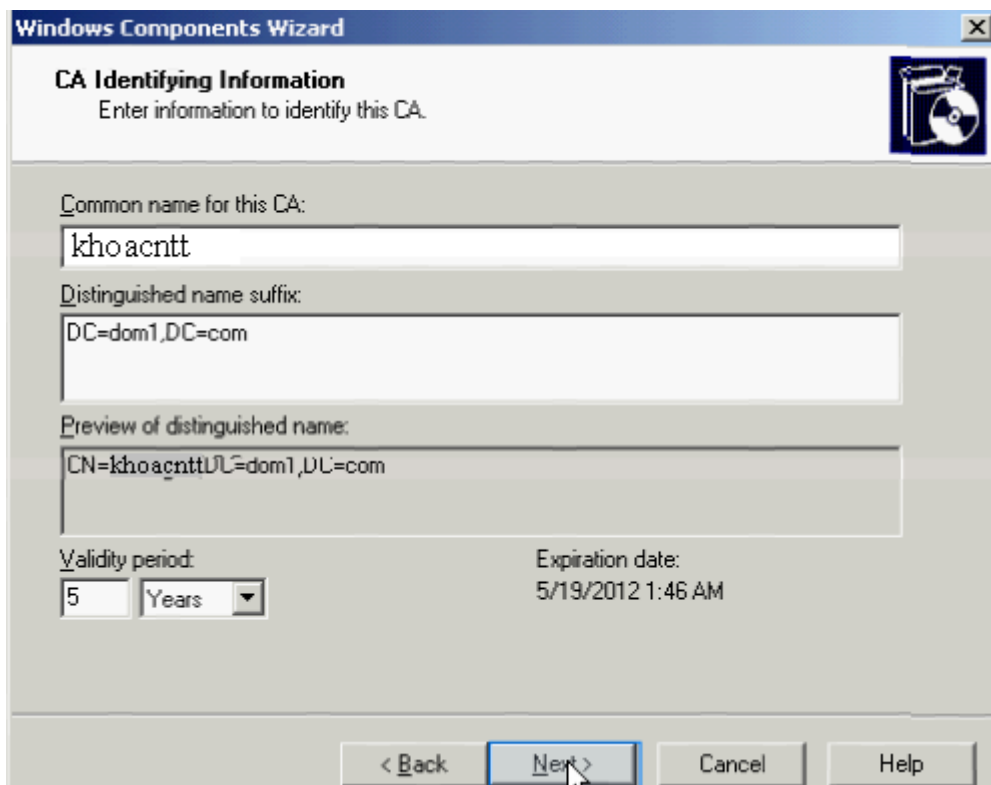 Windows Components Wizard
CA Identifying Information
Enter information to identify this CA.
Common name for this CA:
khoacntt
Distinguished name suffix:
DC=dom1,DC=com
Preview of distinguished name:
CN=khoacnttDC=dom1,DC=com
Validity period:
Expiration date:
5 Years
5/19/2012 1:46 AM
< Back Next > Cancel Help